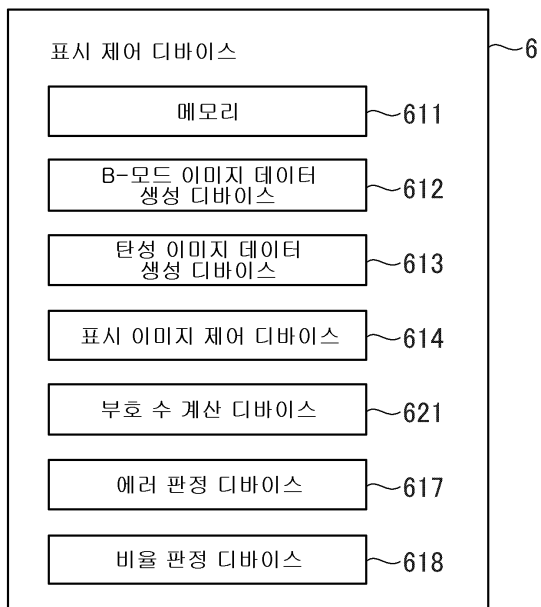 표시 제어 디바이스
6
메모리
611
B-모드 이미지 데이터
생성 디바이스
612
탄성 이미지 데이터
생성 디바이스
613
표시 이미지 제어 디바이스
614
부호 수 계산 디바이스
621
에러 판정 디바이스
617
비율 판정 디바이스
618